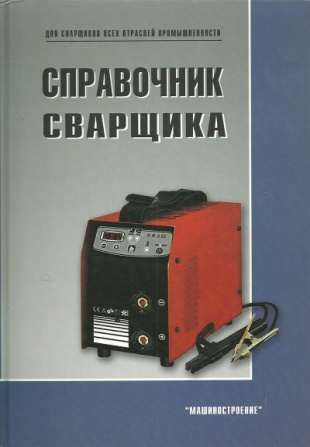 ДЛЯ СВАРЩИКОВ ВСЕХ ОТРАСЛЕЙ ПРОМЫШЛЕННОСТИ
СПРАВОЧНИК
СВАРЩИКА
"МАШИНОСТРОЕНИЕ"